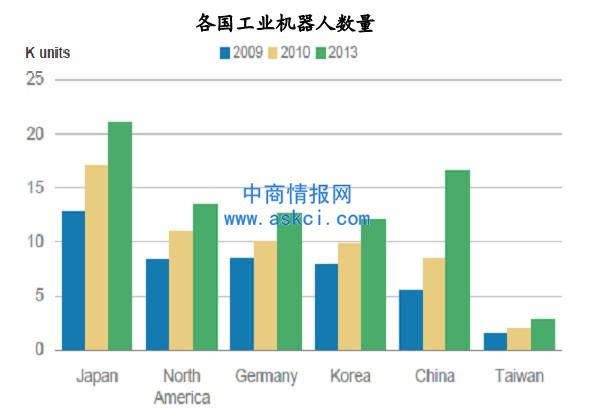 各国工业机器人数量
K units
2009 2010 2013
25
20
15
10
5
0
中商情报网
www.askci.com
Japan North America Germany Korea China Taiwan